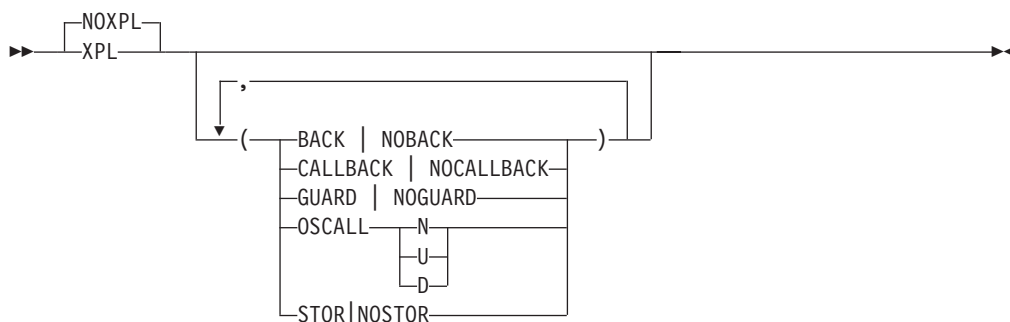 NOXPL
XPL
,
( BACK | NOBACK )
CALLBACK | NOCALLBACK
GUARD | NOGUARD
OSCALL N
U
D
STOR|NOSTOR